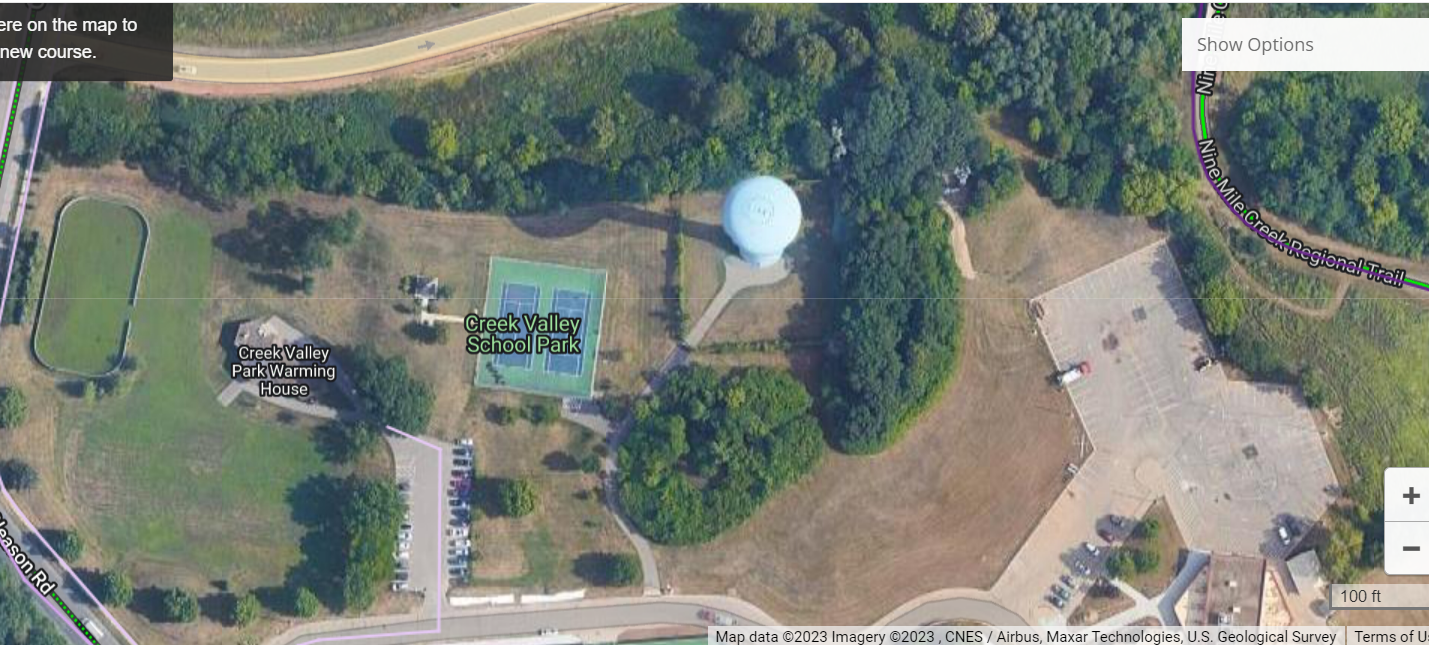 ere on the map to
new course.
Show Options
Nine Mile Creek Regional Trail
Creek Valley
School Park
Creek Valley
Park Warming
House
leason Rd
+
−
100 ft
Map data ©2023 Imagery ©2023 , CNES / Airbus, Maxar Technologies, U.S. Geological Survey
Terms of U